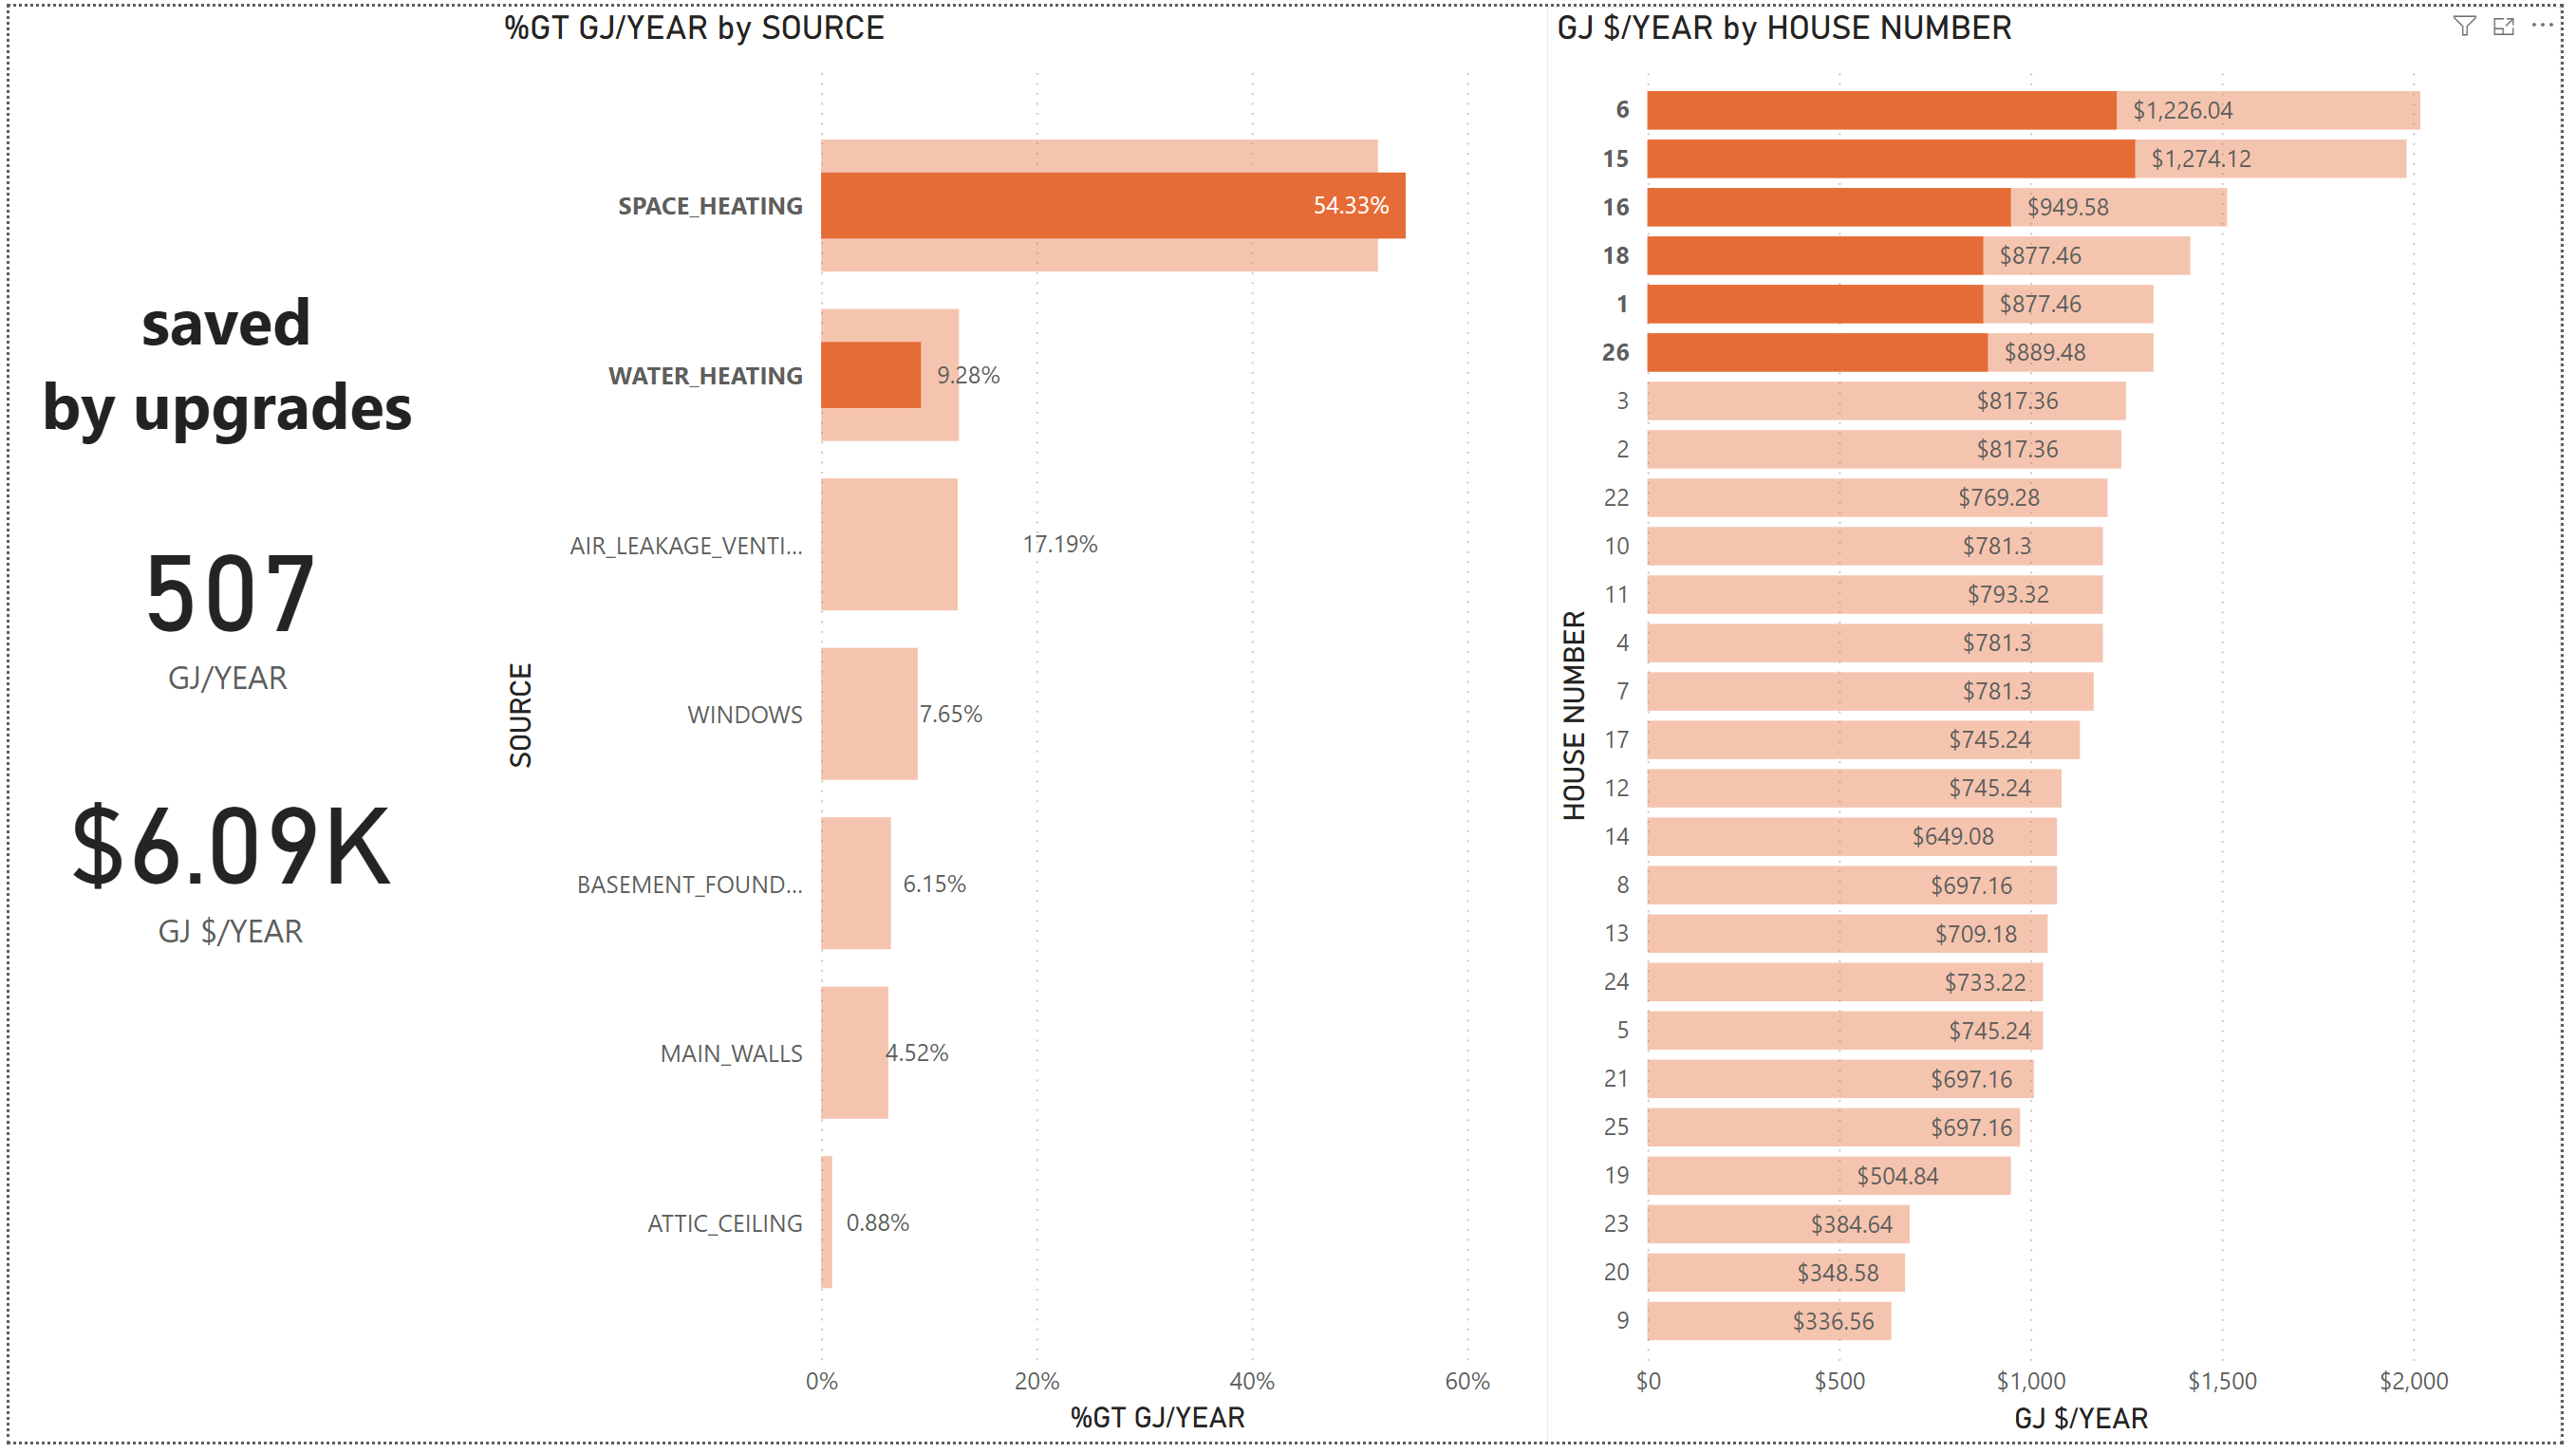 saved
by upgrades
507
GJ/YEAR
$6.09K
GJ $/YEAR
%GT GJ/YEAR by SOURCE
SOURCE
SPACE_HEATING 54.33%
WATER_HEATING 9.28%
AIR_LEAKAGE_VENTI... 17.19%
WINDOWS 7.65%
BASEMENT_FOUND... 6.15%
MAIN_WALLS 4.52%
ATTIC_CEILING 0.88%
0% 20% 40% 60%
%GT GJ/YEAR
GJ $/YEAR by HOUSE NUMBER
HOUSE NUMBER
6 $1,226.04
15 $1,274.12
16 $949.58
18 $877.46
1 $877.46
26 $889.48
3 $817.36
2 $817.36
22 $769.28
10 $781.3
11 $793.32
4 $781.3
7 $781.3
17 $745.24
12 $745.24
14 $649.08
8 $697.16
13 $709.18
24 $733.22
5 $745.24
21 $697.16
25 $697.16
19 $504.84
23 $384.64
20 $348.58
9 $336.56
$0 $500 $1,000 $1,500 $2,000
GJ $/YEAR